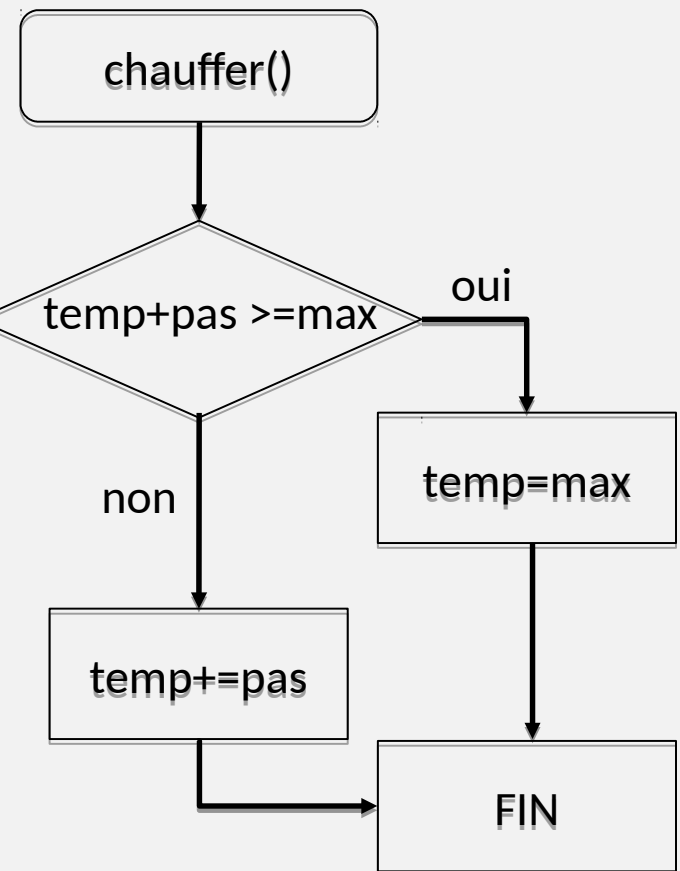 chauffer()
temp+pas >=max
oui
non
temp=max
temp+=pas
FIN